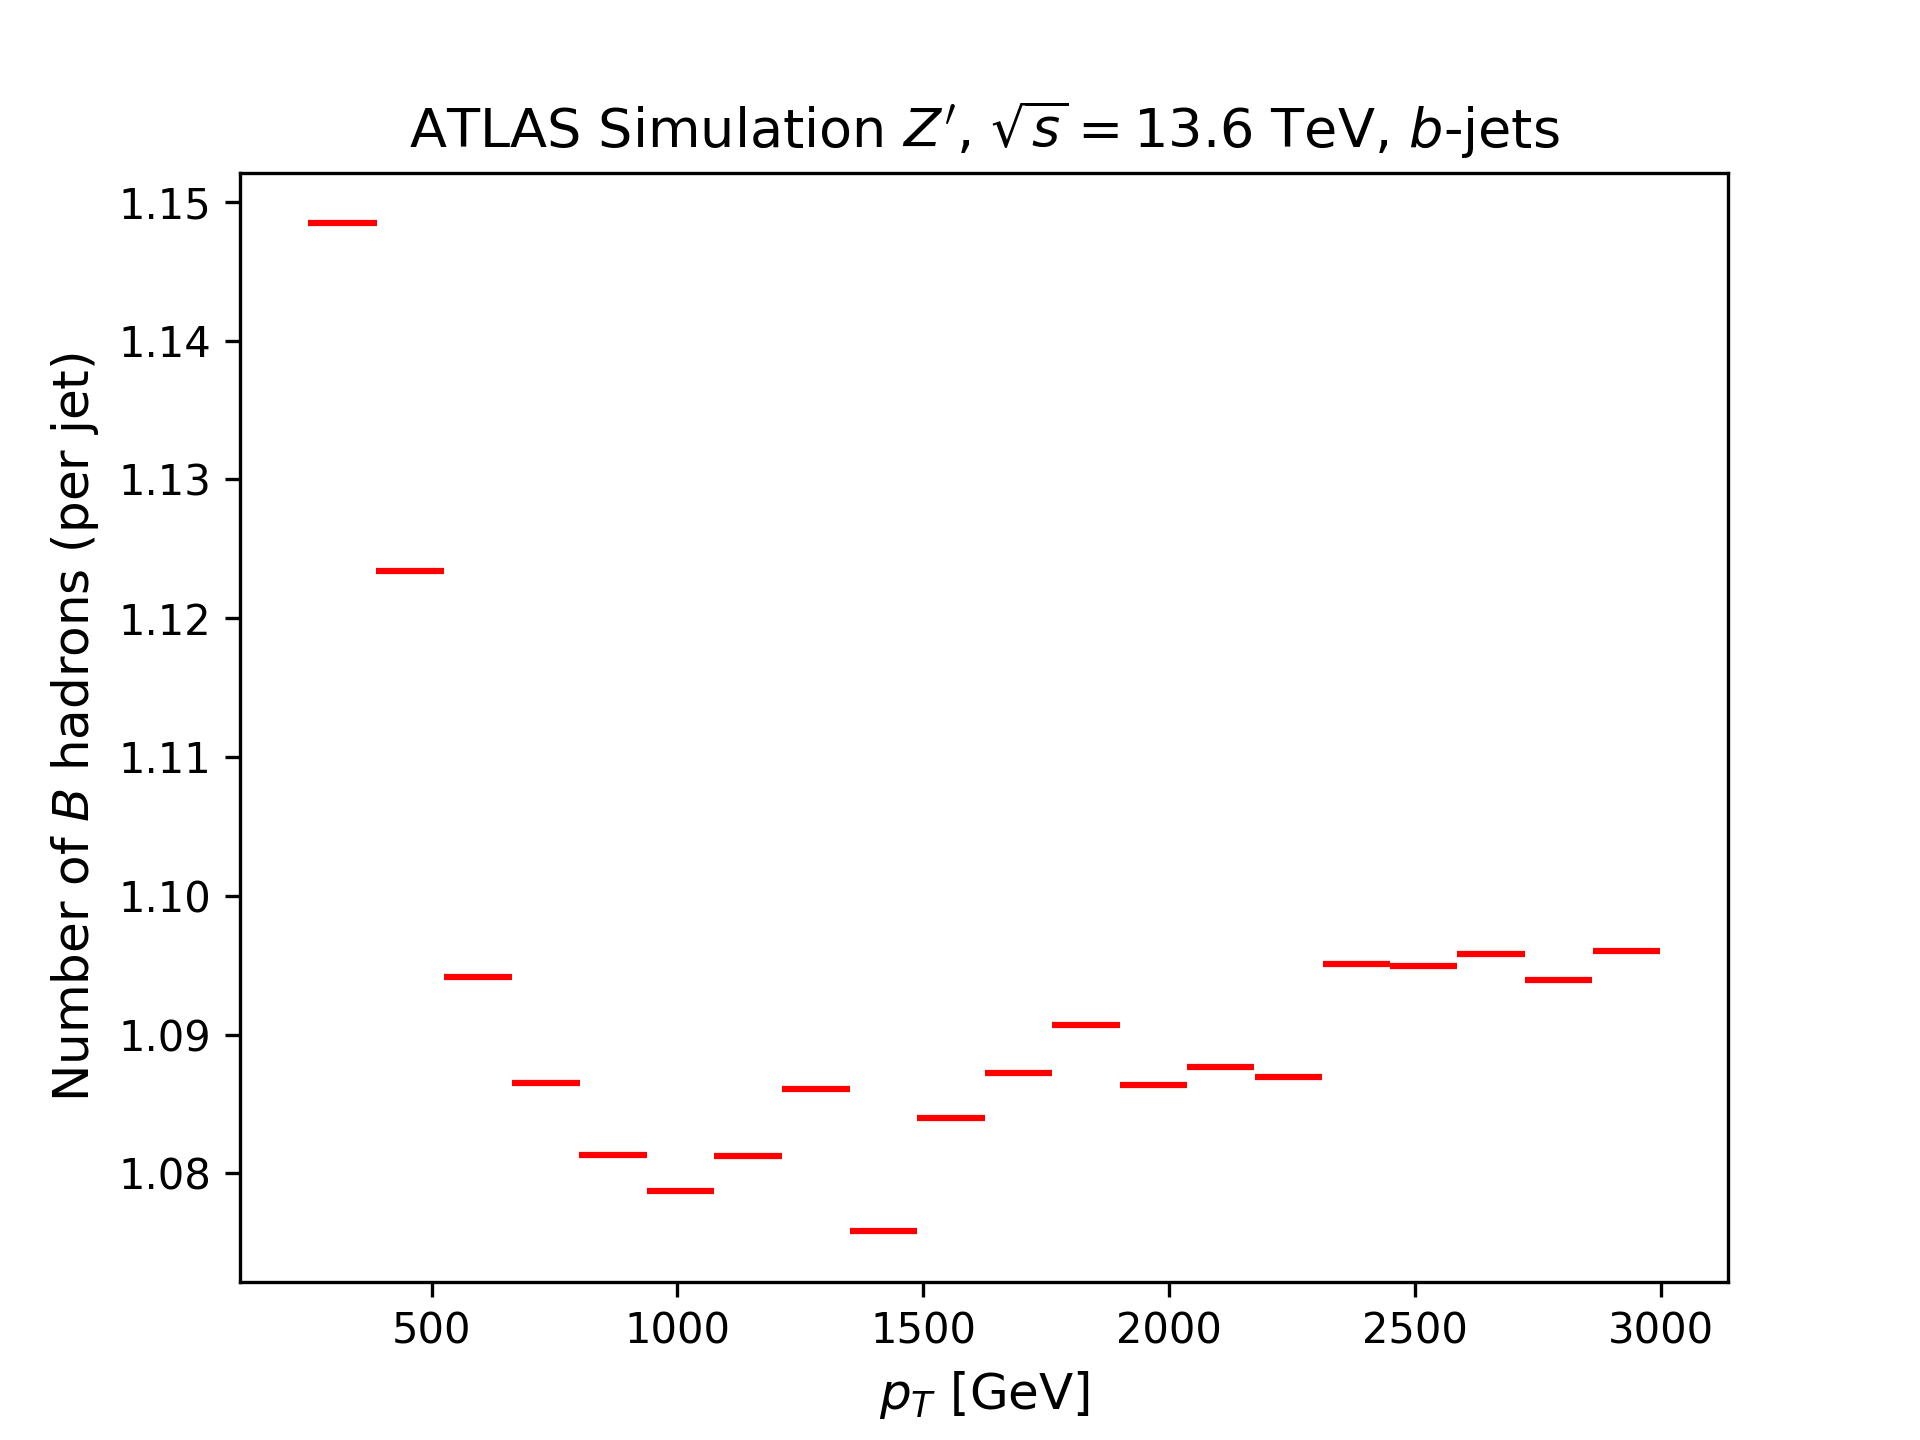 ATLAS Simulation Z′, √s = 13.6 TeV, b-jets
Number of B hadrons (per jet)
1.15
1.14
1.13
1.12
1.11
1.10
1.09
1.08
500 1000 1500 2000 2500 3000
p_T [GeV]